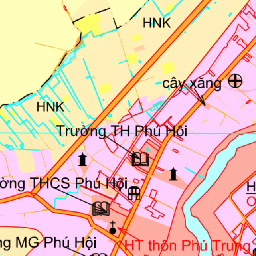 HNK
cây xăng
HNK
Trường TH Phú Hội
ờng THCS Phú Hội
H
ng MG Phú Hội
HT thôn Phú Trung